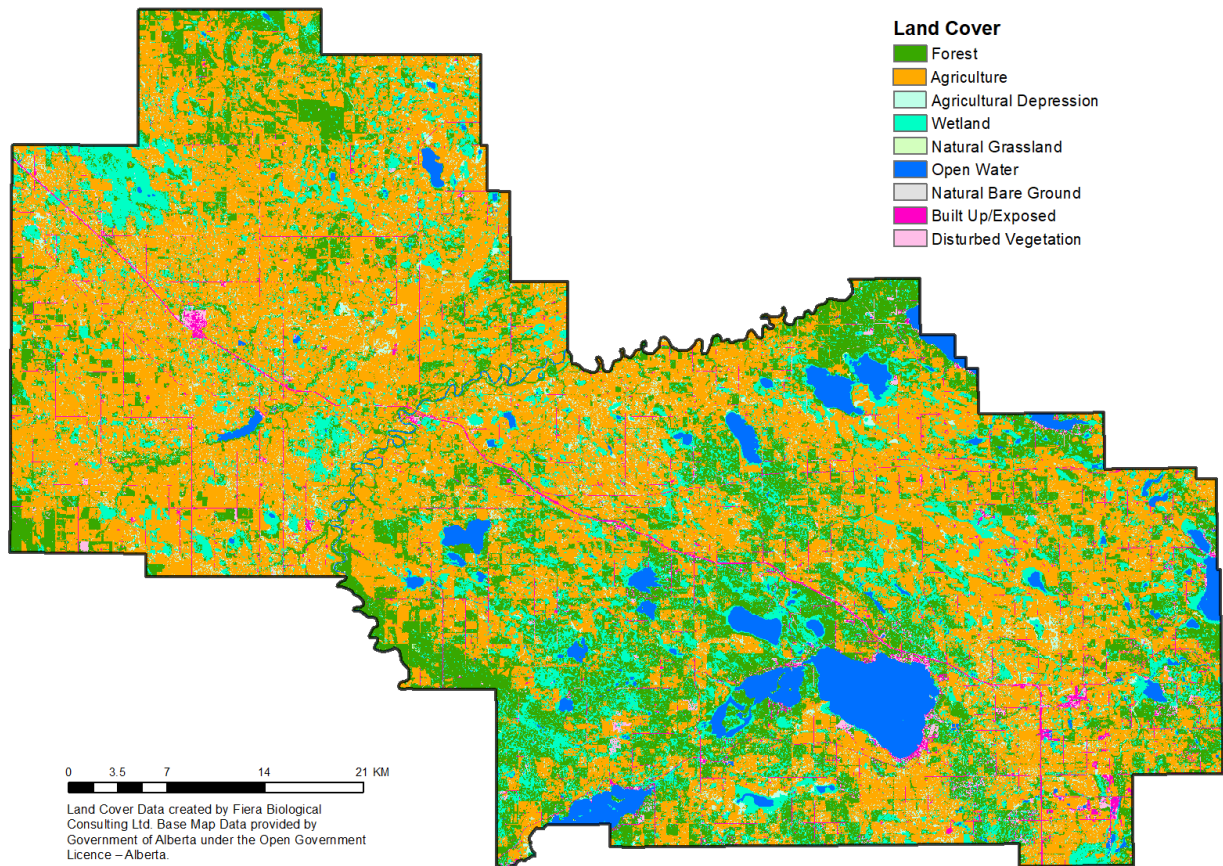 Land Cover
Forest
Agriculture
Agricultural Depression
Wetland
Natural Grassland
Open Water
Natural Bare Ground
Built Up/Exposed
Disturbed Vegetation
0 3.5 7 14 21 KM
Land Cover Data created by Fiera Biological
Consulting Ltd. Base Map Data provided by
Government of Alberta under the Open Government
Licence – Alberta.